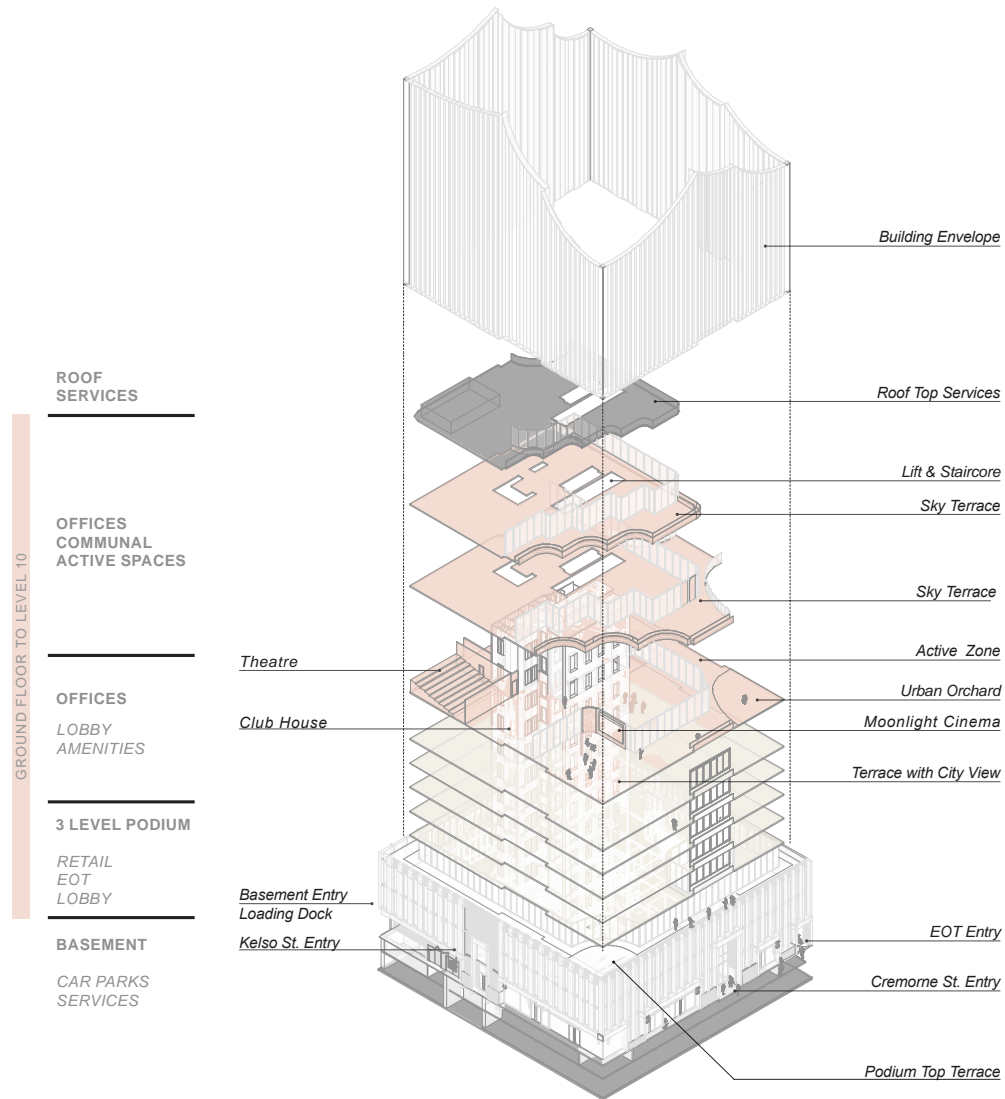 ROOF
SERVICES
OFFICES
COMMUNAL
ACTIVE SPACES
OFFICES
LOBBY
AMENITIES
3 LEVEL PODIUM
RETAIL
EOT
LOBBY
BASEMENT
CAR PARKS
SERVICES
GROUND FLOOR TO LEVEL 10
Theatre
Club House
Basement Entry
Loading Dock
Kelso St. Entry
Building Envelope
Roof Top Services
Lift & Staircore
Sky Terrace
Sky Terrace
Active Zone
Urban Orchard
Moonlight Cinema
Terrace with City View
EOT Entry
Cremorne St. Entry
Podium Top Terrace